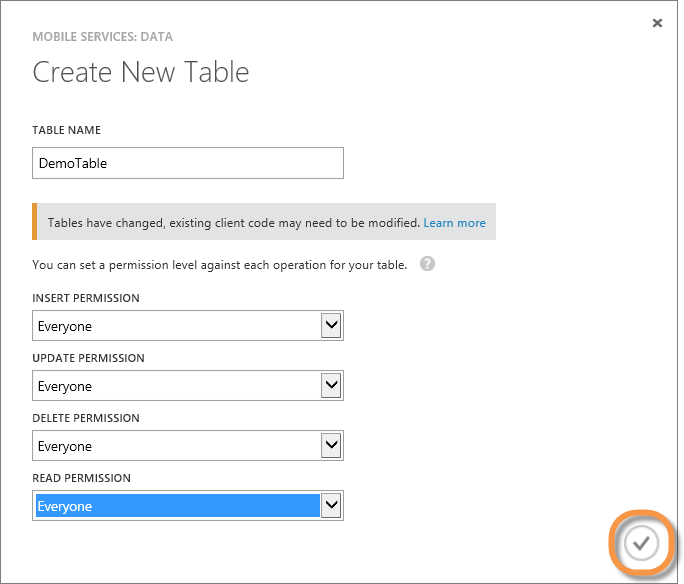 MOBILE SERVICES: DATA
Create New Table
TABLE NAME
DemoTable
Tables have changed, existing client code may need to be modified. Learn more
You can set a permission level against each operation for your table. ?
INSERT PERMISSION
Everyone
UPDATE PERMISSION
Everyone
DELETE PERMISSION
Everyone
READ PERMISSION
Everyone